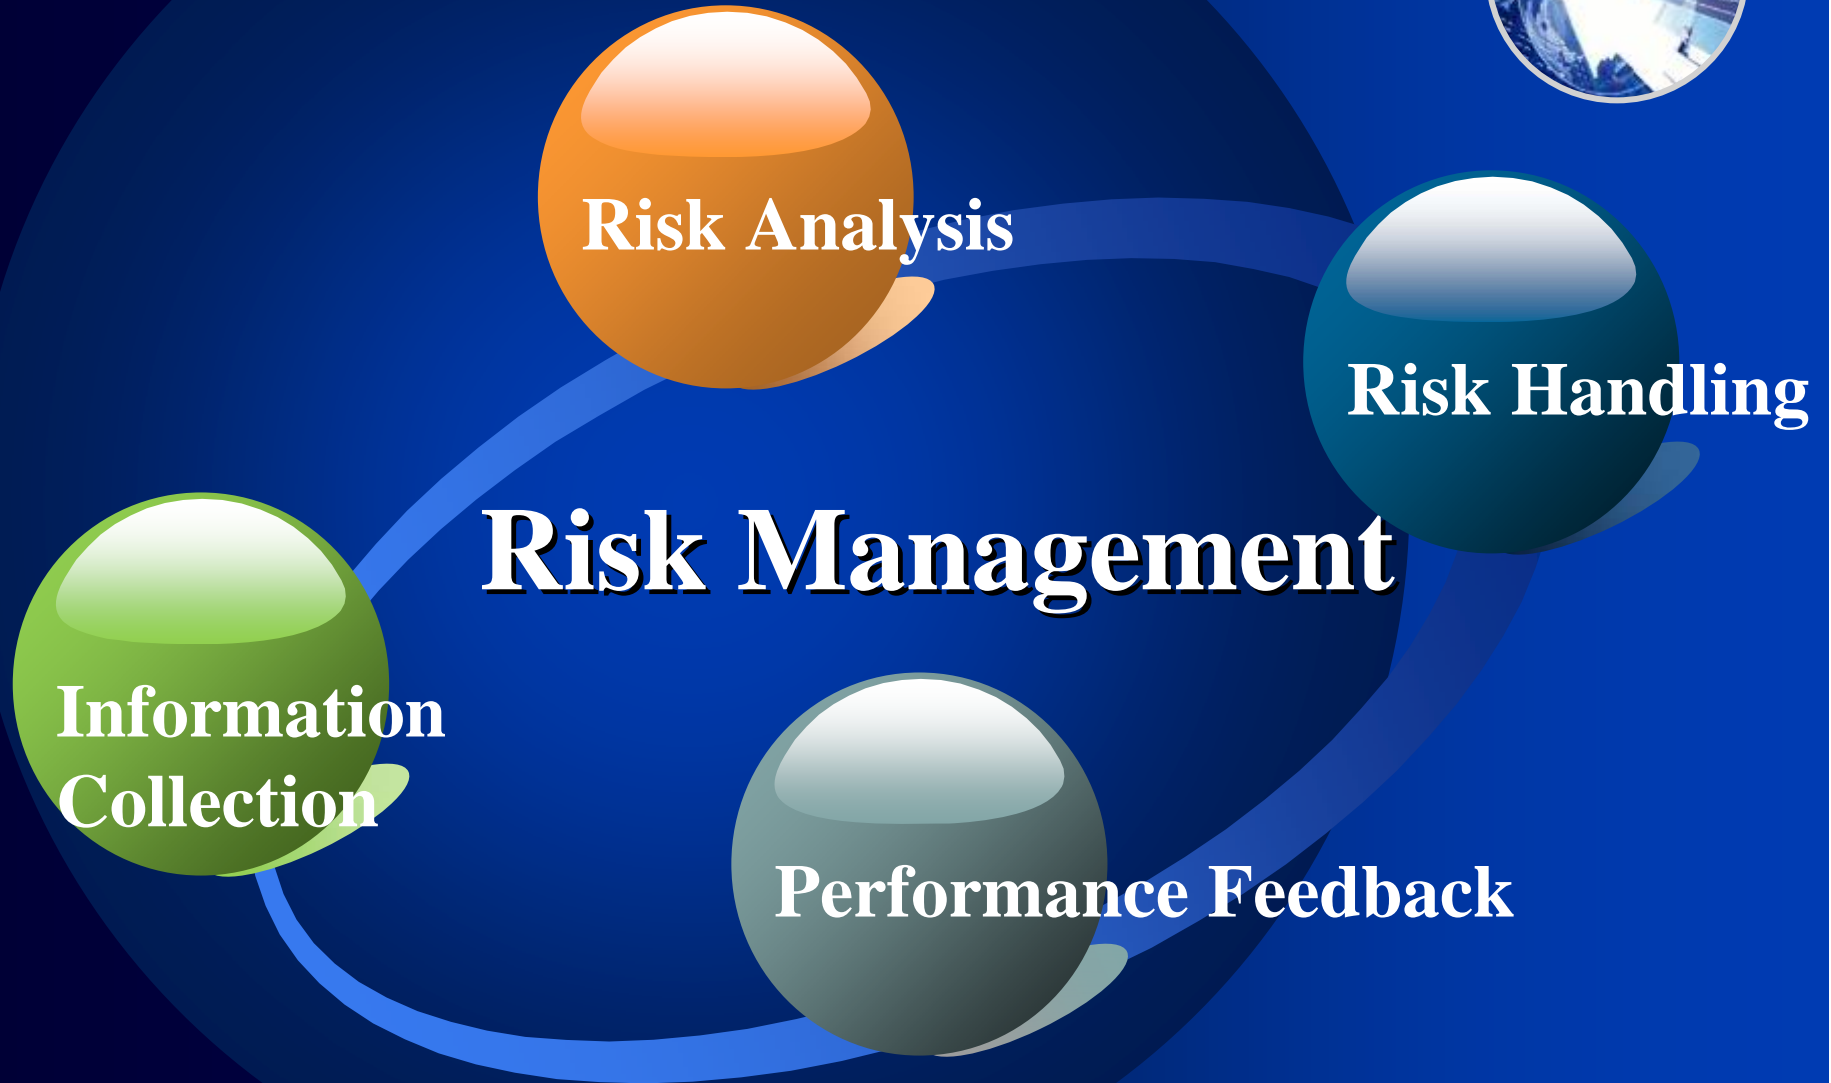 Risk Analysis
Risk Handling
Risk Management
Information
Collection
Performance Feedback